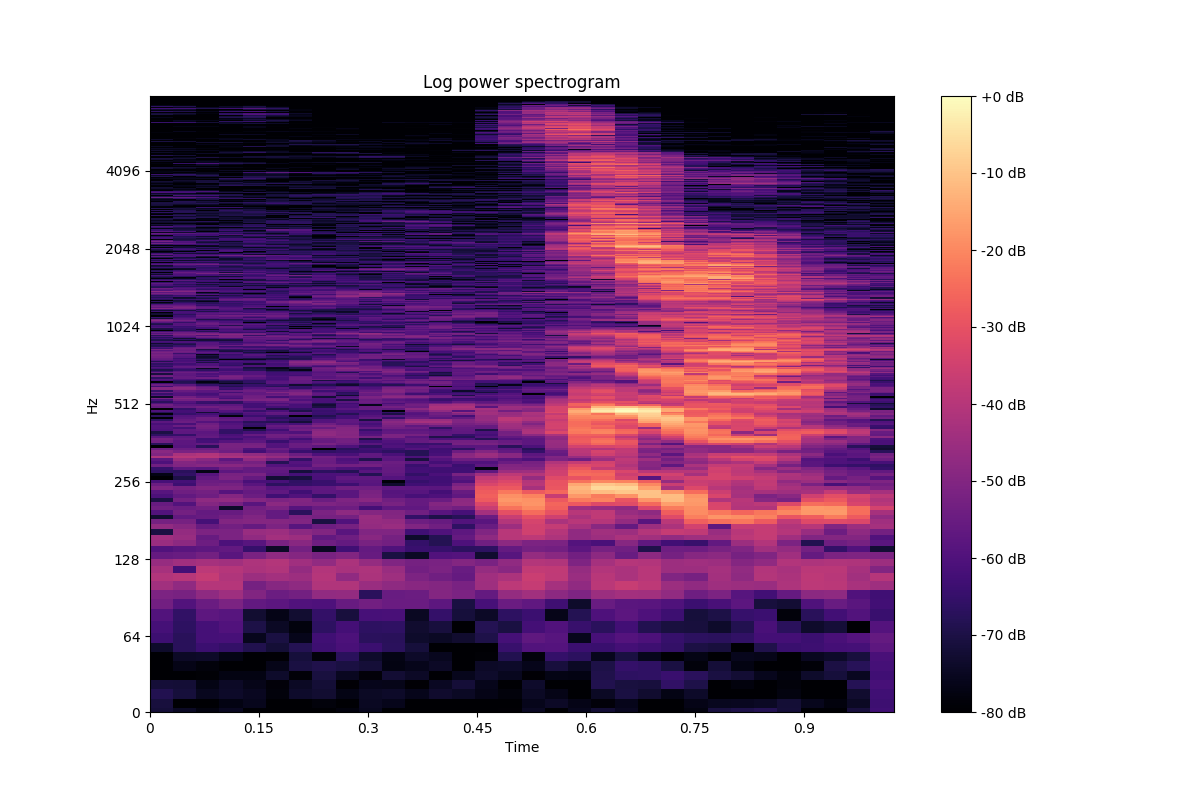 Log power spectrogram
Hz
4096
2048
1024
512
256
128
64
0
0 0.15 0.3 0.45 0.6 0.75 0.9
Time
+0 dB
-10 dB
-20 dB
-30 dB
-40 dB
-50 dB
-60 dB
-70 dB
-80 dB